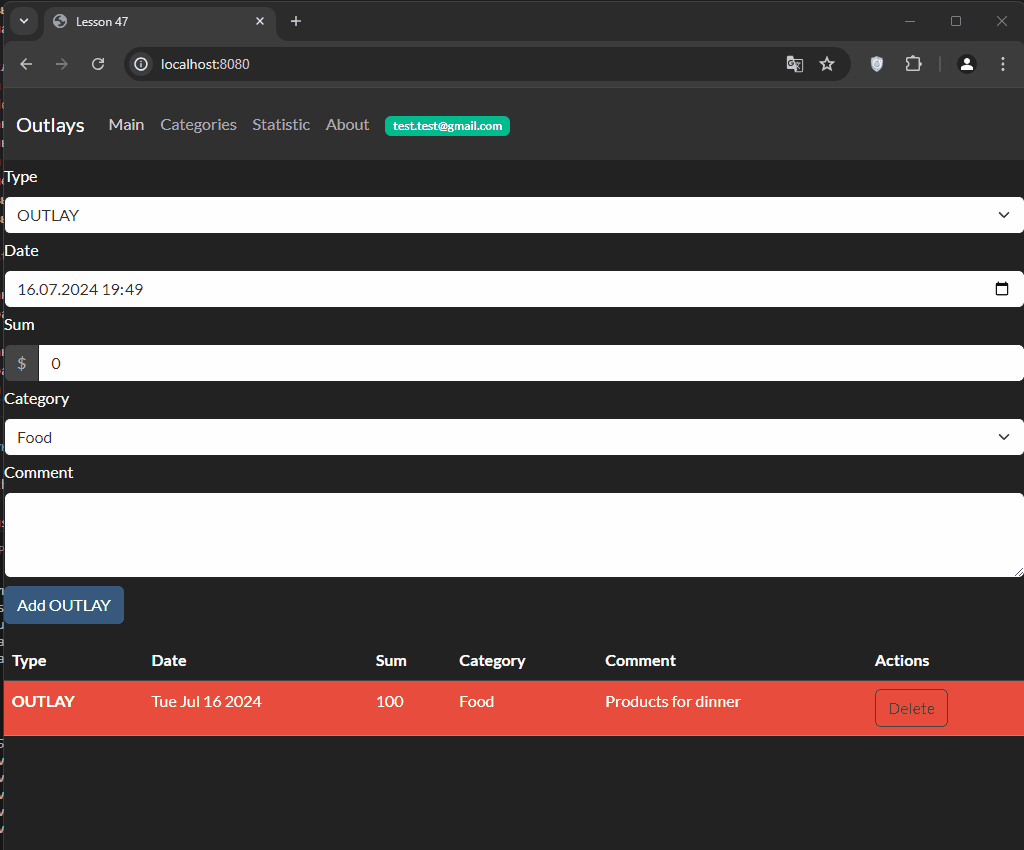 Lesson 47
localhost:8080
Outlays Main Categories Statistic About test.test@gmail.com
Type
OUTLAY
Date
16.07.2024 19:49
Sum
$ 0
Category
Food
Comment
Add OUTLAY
Type Date Sum Category Comment Actions
OUTLAY Tue Jul 16 2024 100 Food Products for dinner Delete